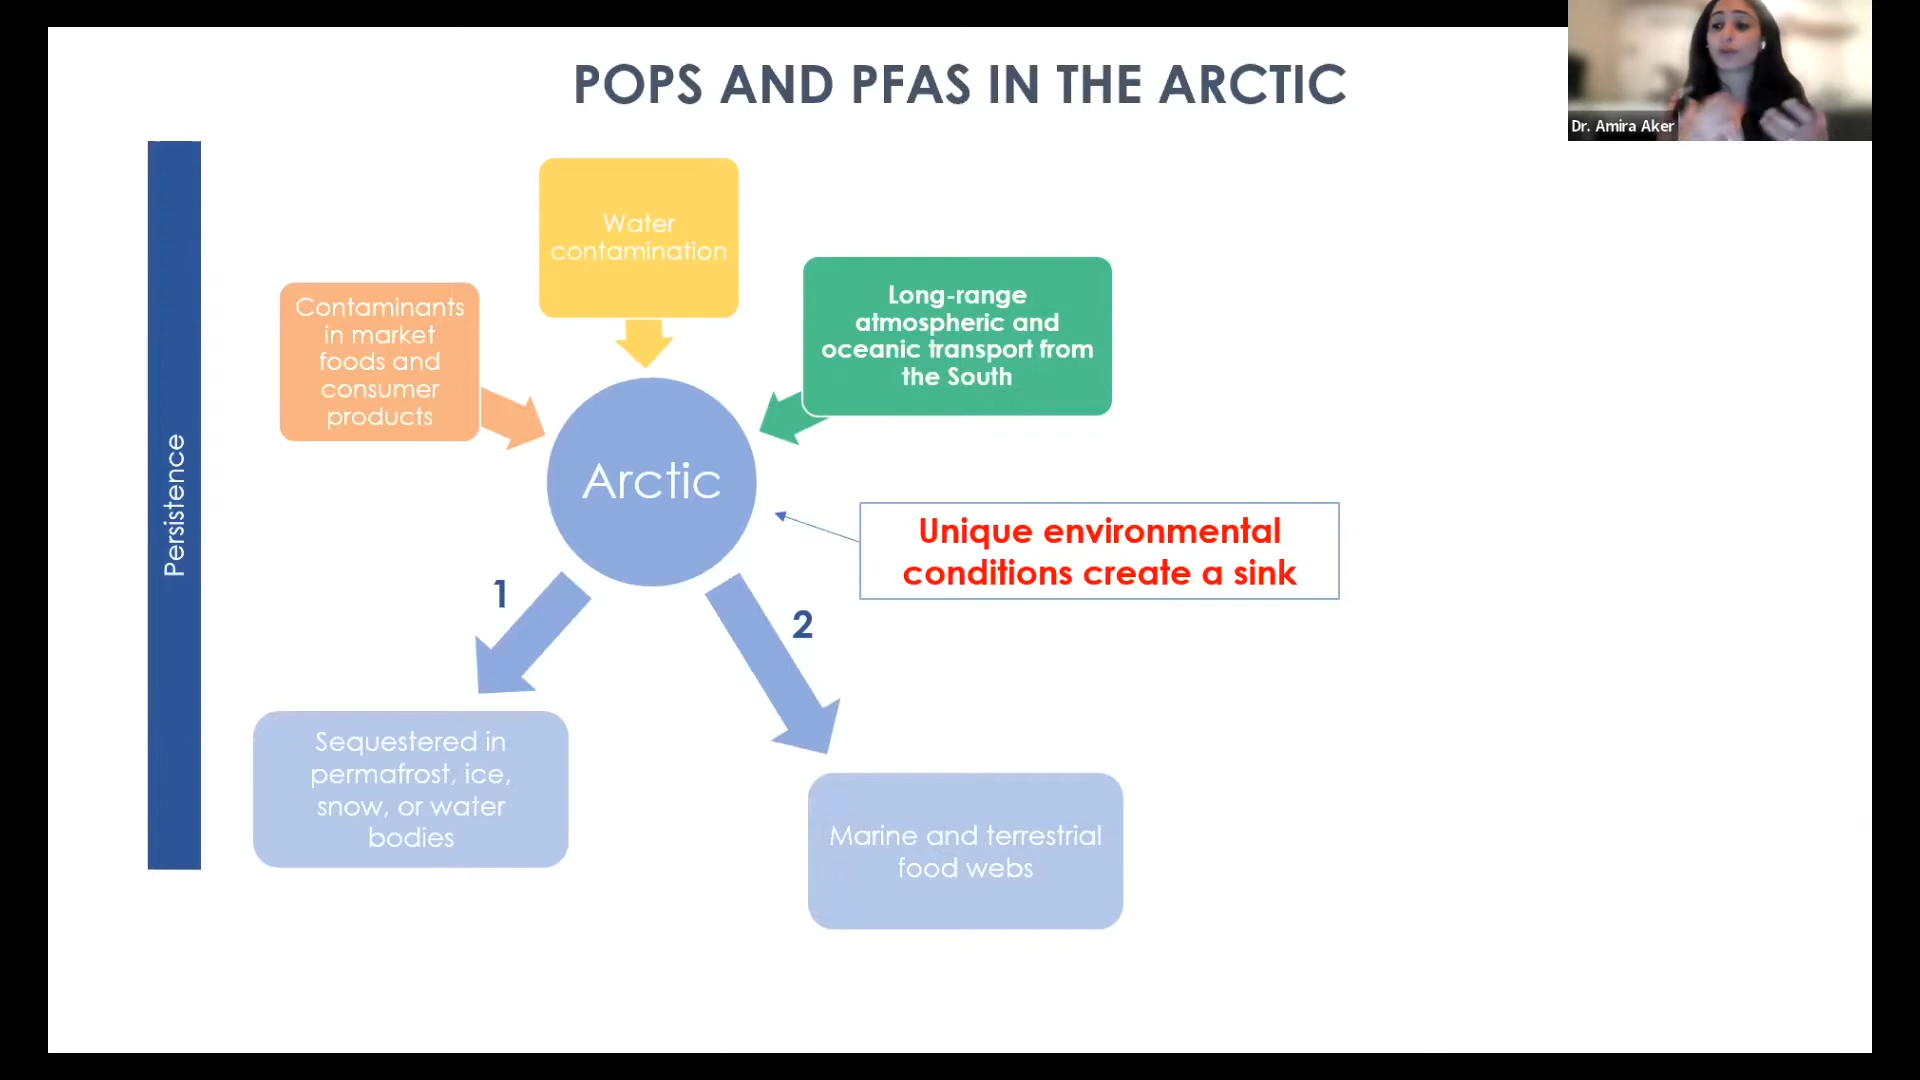 POPS AND PFAS IN THE ARCTIC
Dr. Amira Aker
Persistence
Water
contamination
Contaminants
in market
foods and
consumer
products
Long-range
atmospheric and
oceanic transport from
the South
Arctic
Unique environmental
conditions create a sink
1
2
Sequestered in
permafrost, ice,
snow, or water
bodies
Marine and terrestrial
food webs